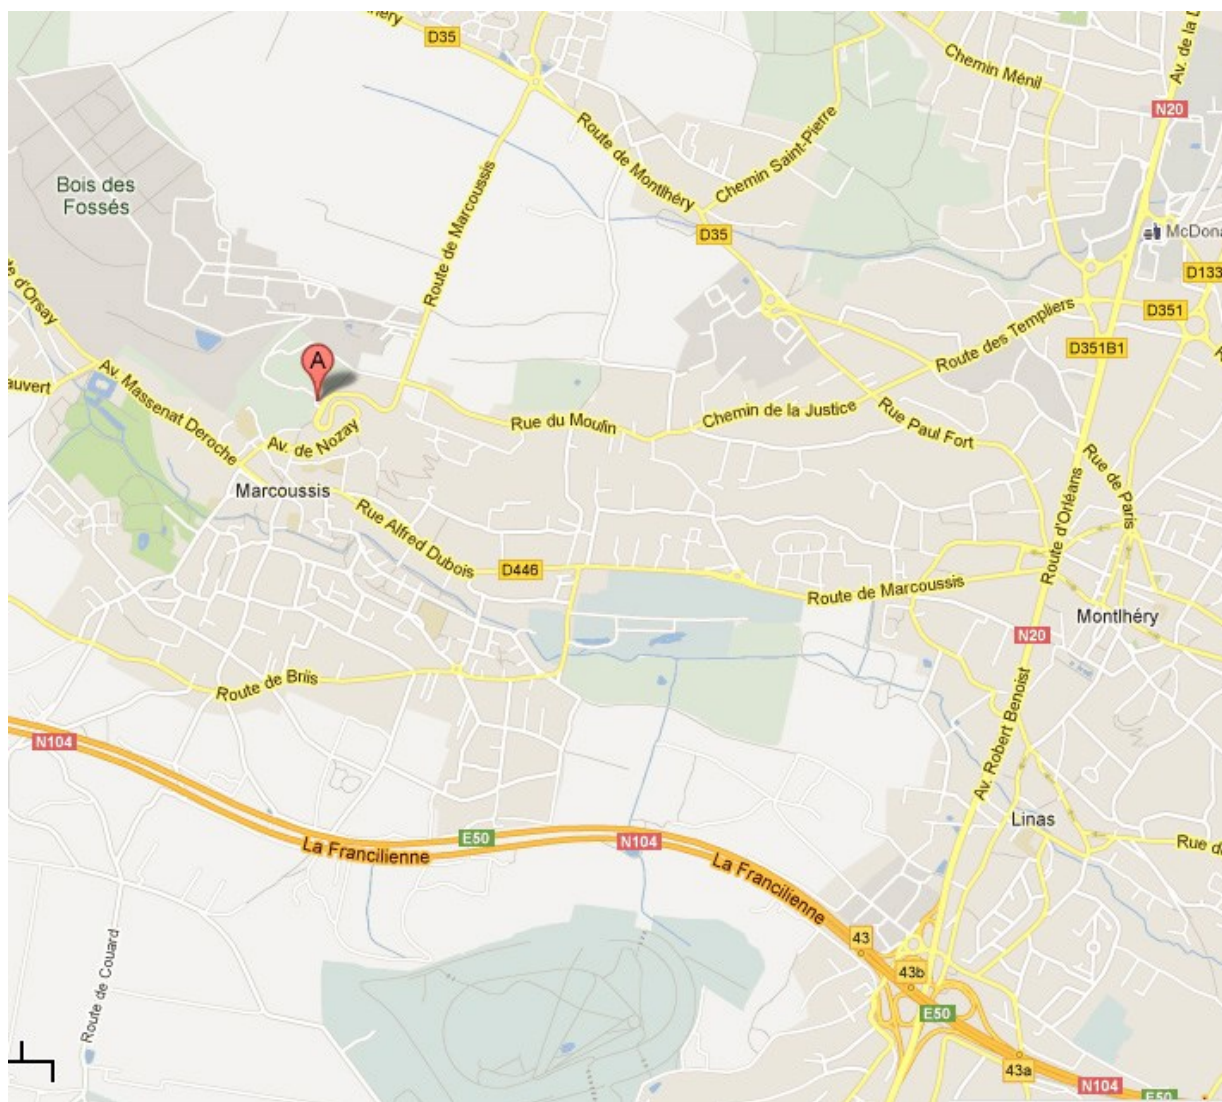 héry
D35
Chemin Ménil
Av. de la D
N20
Route de Montlhéry
Chemin Saint-Pierre
Bois des
Fossés
Route de Marcoussis
D35
McDona
D133
e d'Orsay
D351
Route des Templiers
D351B1
A
auvert
Av. Massenat Deroche
Rue du Moulin
Chemin de la Justice
Rue Paul Fort
Av. de Nozay
Marcoussis
Rue Alfred Dubois
Route d'Orléans
Rue de Paris
D446
Route de Marcoussis
Montlhéry
N20
Route de Briis
Av. Robert Benoist
N104
E50
N104
La Francilienne
La Francilienne
Linas
Rue d
43
43b
E50
Route de Couard
43a
N104
E50